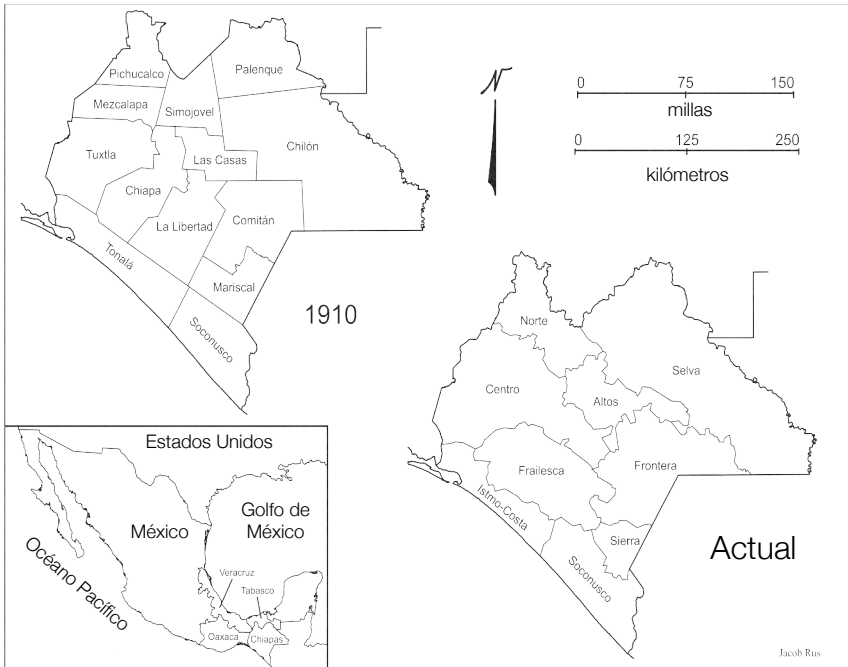 Pichucalco
Palenque
Mezcalapa
Simojovel
Tuxtla
Las Casas
Chilón
Chiapa
La Libertad
Comitán
Tonalá
Mariscal
Soconusco
1910
N
0 75 150
millas
0 125 250
kilómetros
Norte
Selva
Centro
Altos
Frailesca
Frontera
Istmo-Costa
Sierra
Soconusco
Actual
Estados Unidos
México
Golfo de
México
Océano Pacífico
Veracruz
Tabasco
Oaxaca
Chiapas
Jacob Rus